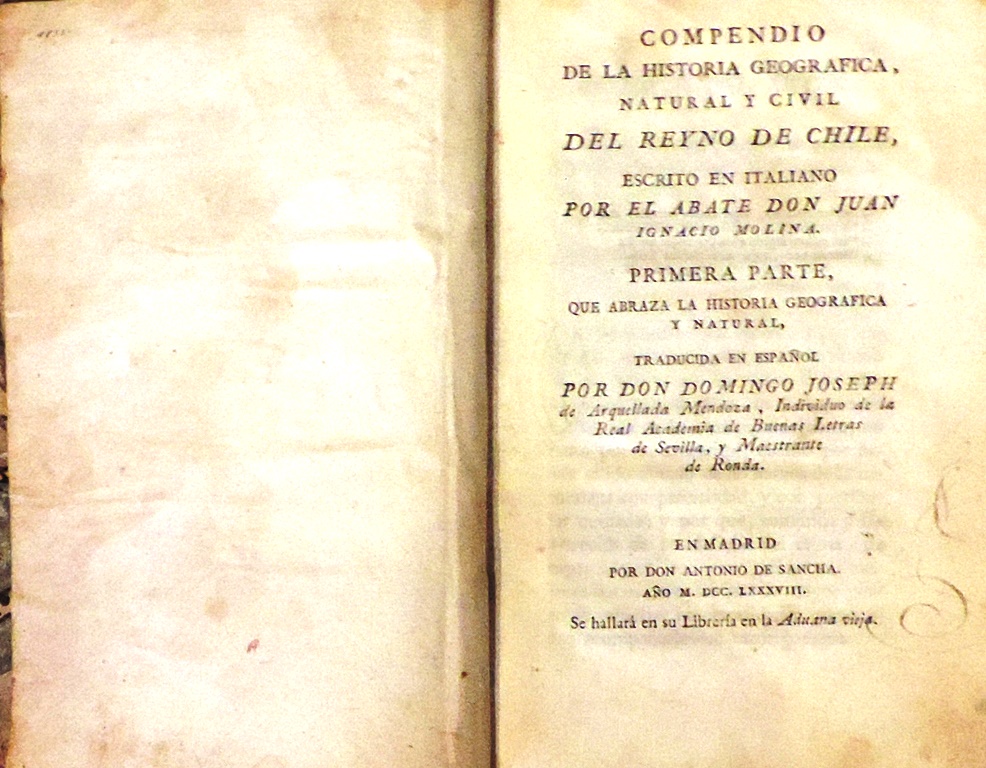 COMPENDIO
DE LA HISTORIA GEOGRAFICA,
NATURAL Y CIVIL
DEL REYNO DE CHILE,
ESCRITO EN ITALIANO
POR EL ABATE DON JUAN
IGNACIO MOLINA.
PRIMERA PARTE,
QUE ABRAZA LA HISTORIA GEOGRAFICA
Y NATURAL,
TRADUCIDA EN ESPAÑOL
POR DON DOMINGO JOSEPH
de Arquellada Mendoza, Individuo de la
Real Academia de Buenas Letras
de Sevilla, y Maestrante
de Ronda.
EN MADRID
POR DON ANTONIO DE SANCHA.
AÑO M. DCC. LXXXVIII.
Se hallará en su Librería en la Aduana vieja.